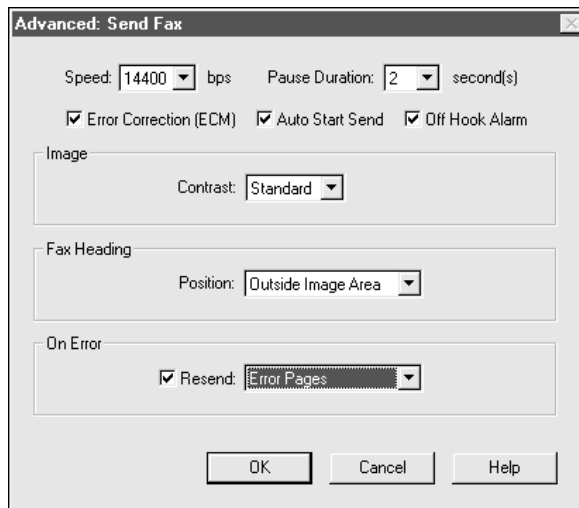 Advanced: Send Fax
Speed: 14400 bps Pause Duration: 2 second(s)
Error Correction (ECM) Auto Start Send Off Hook Alarm
Image
Contrast: Standard
Fax Heading
Position: Outside Image Area
On Error
Resend: Error Pages
OK Cancel Help